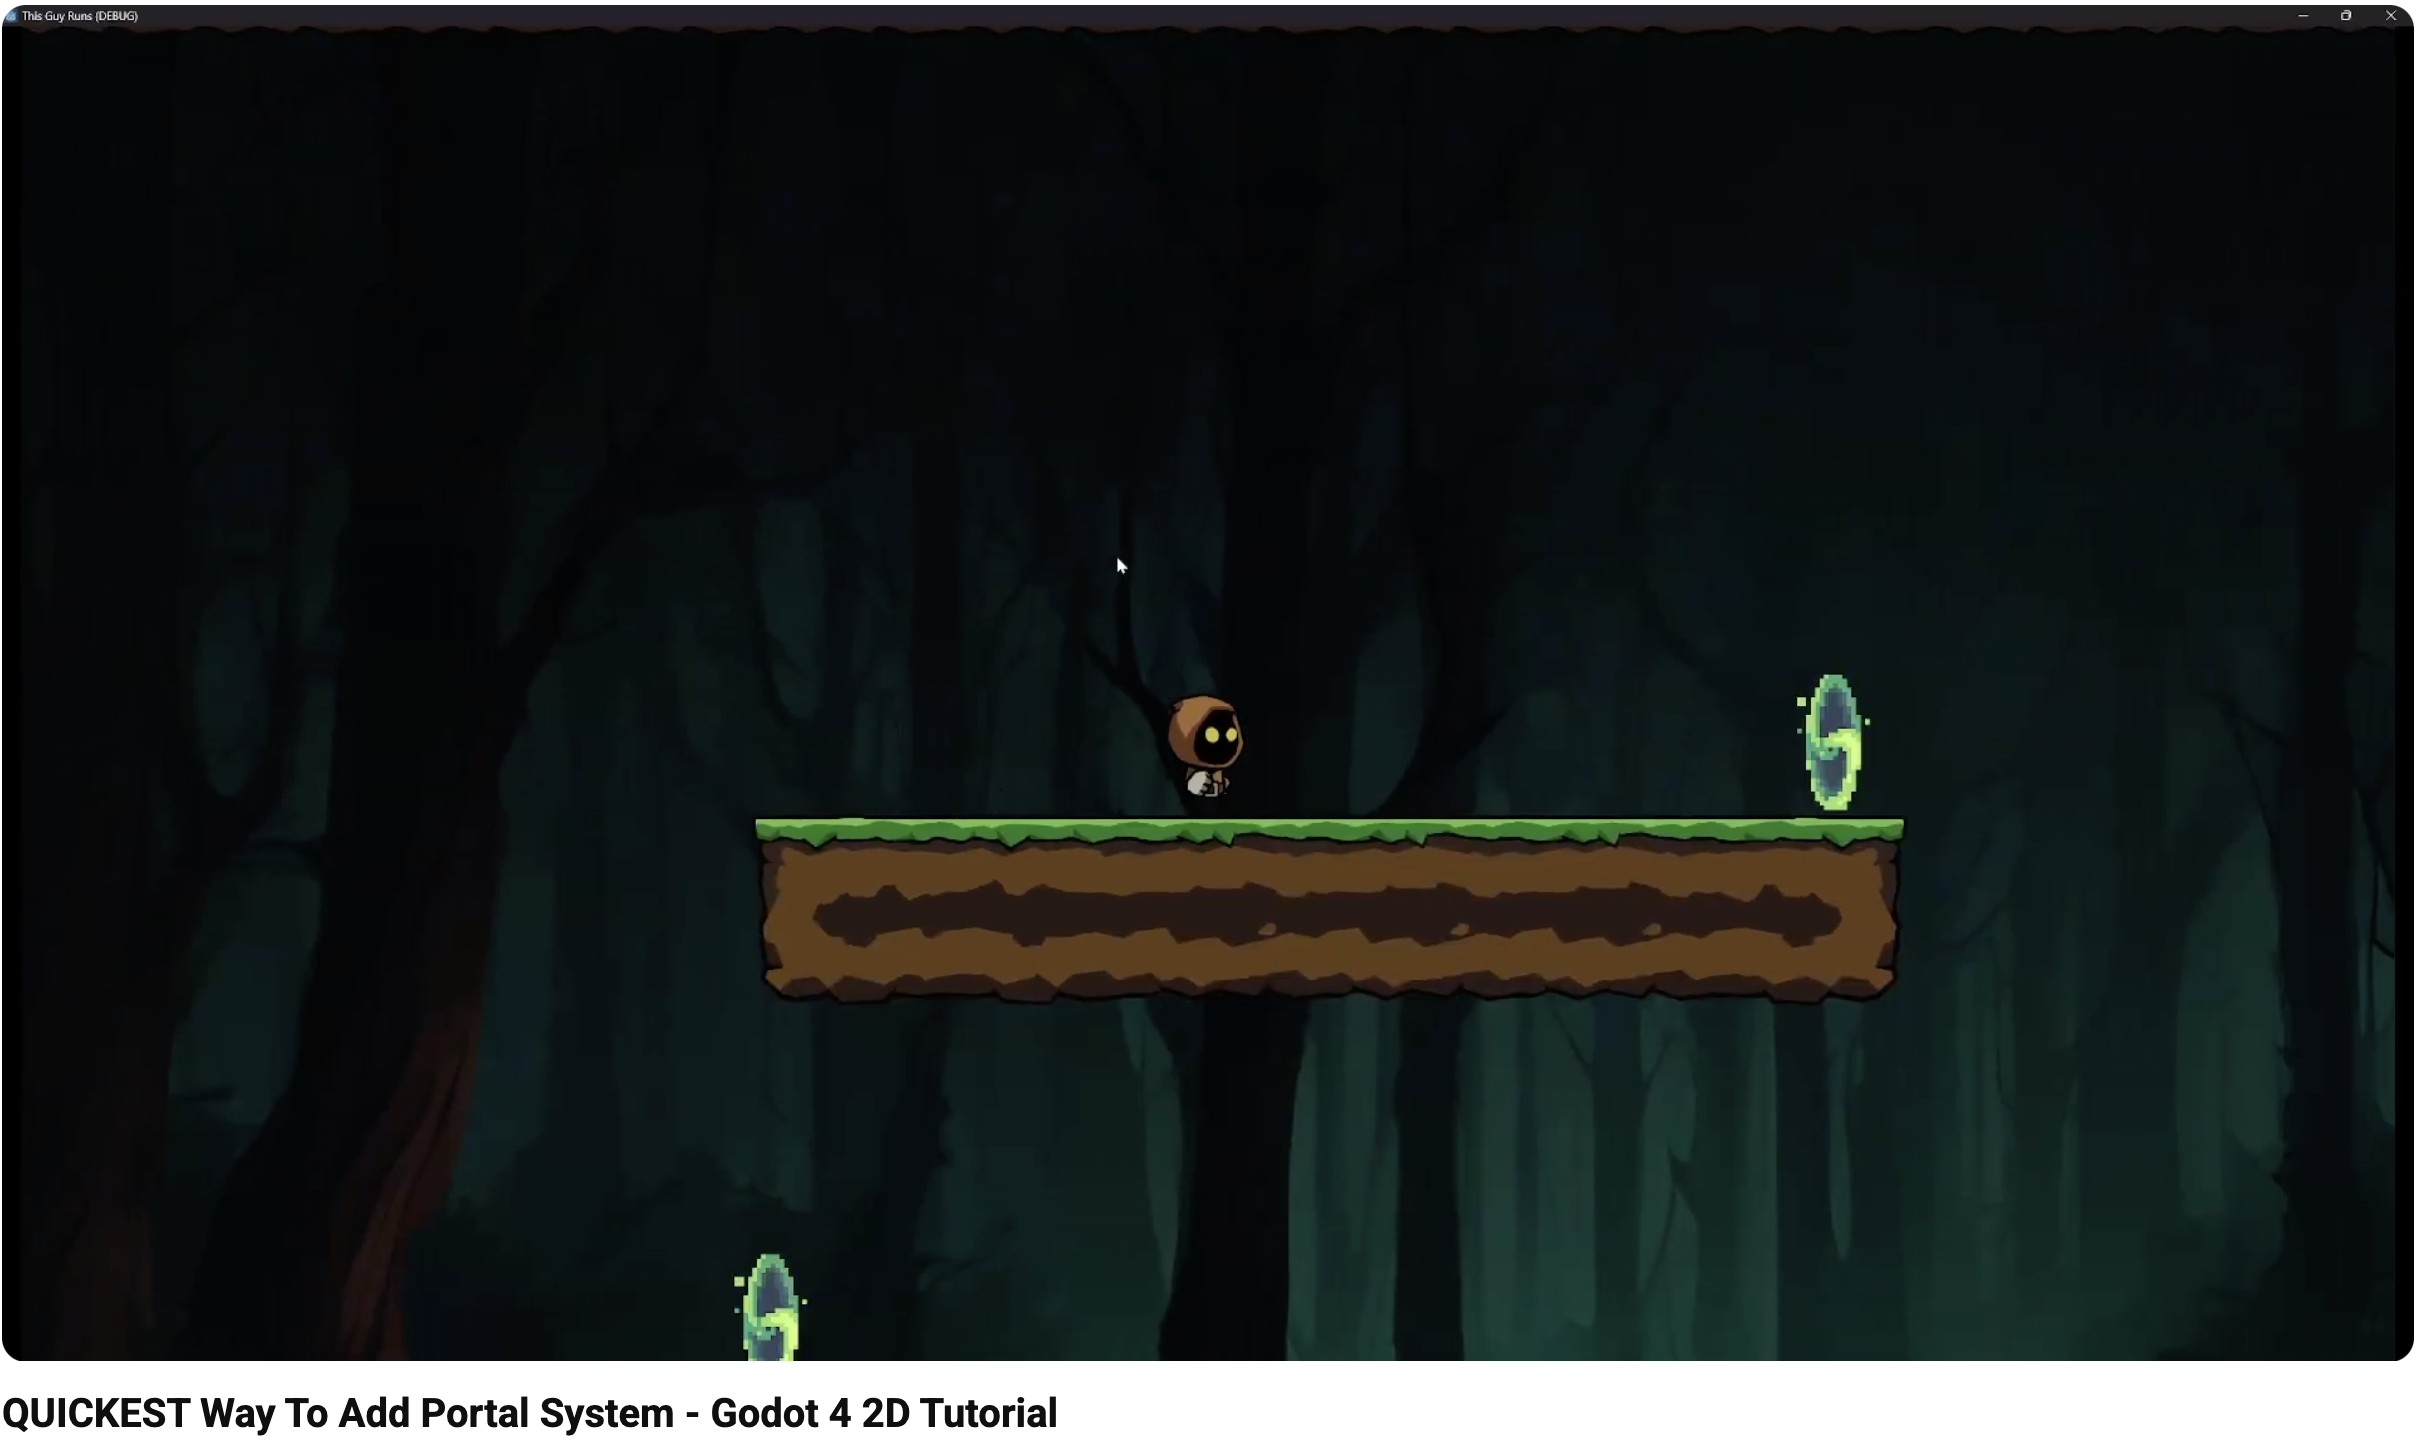 This Guy Runs (DEBUG)
QUICKEST Way To Add Portal System - Godot 4 2D Tutorial